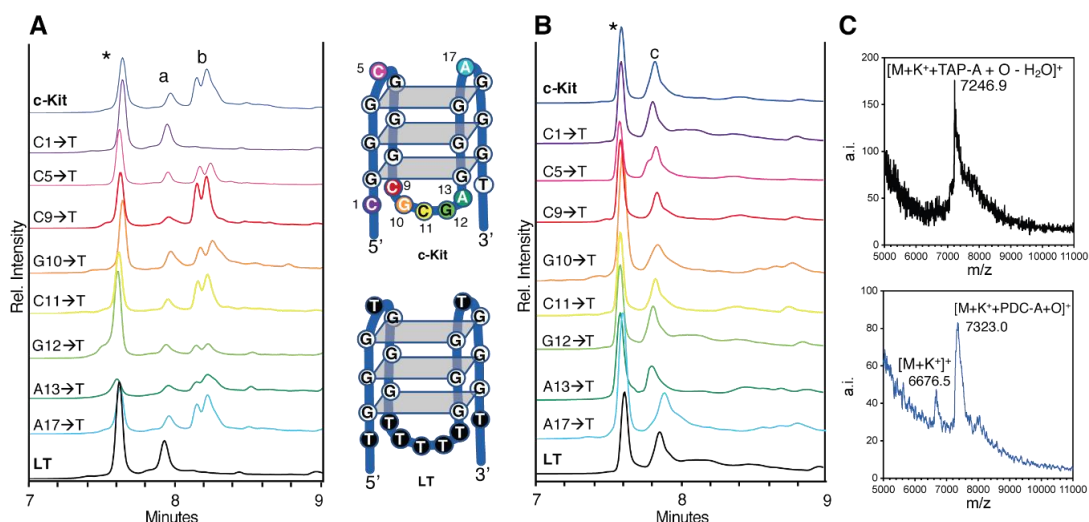 A
*
a
b
c-Kit
C1→T
C5→T
C9→T
G10→T
C11→T
G12→T
A13→T
A17→T
LT
Rel. Intensity
7
8
9
Minutes
5
C
17
A
G
G
G
G
G
G
G
G
G
G
G
G
T
C
9
G
C
G
A
13
1
C
10
11
12
5'
3'
c-Kit
T
T
G
G
G
G
G
G
G
G
G
G
G
G
T
T
T
T
T
T
T
5'
3'
LT
B
*
c
c-Kit
C1→T
C5→T
C9→T
G10→T
C11→T
G12→T
A13→T
A17→T
LT
Rel. Intensity
7
8
9
Minutes
C
200
150
100
50
0
a.i.
[M+K⁺+TAP-A + O - H₂O]⁺
7246.9
5000 6000 7000 8000 9000 10000 11000
m/z
100
80
60
40
20
0
a.i.
[M+K⁺+PDC-A+O]⁺
7323.0
[M+K⁺]⁺
6676.5
5000 6000 7000 8000 9000 10000 11000
m/z